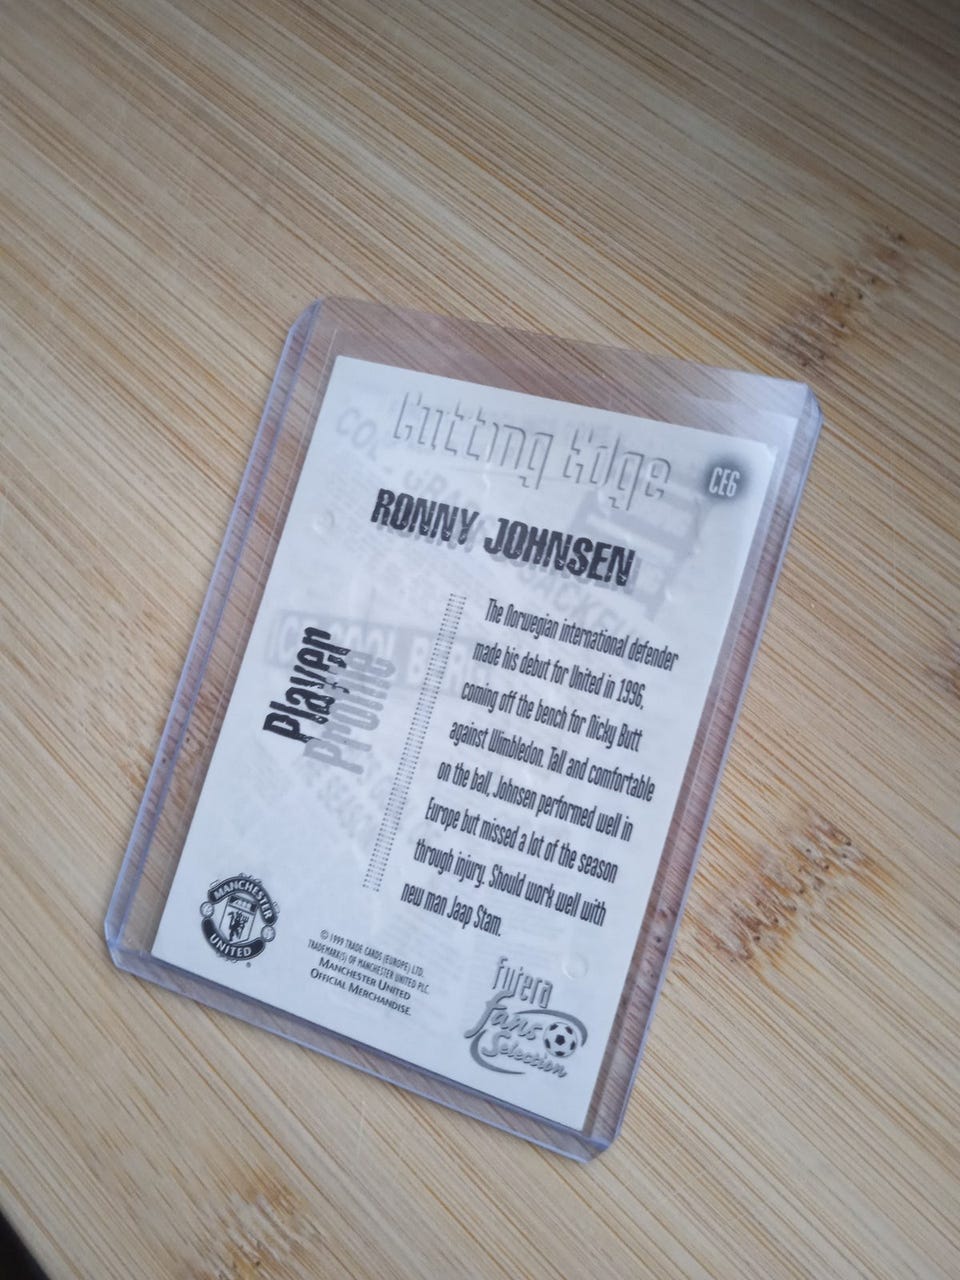 Cutting Edge
CE6
RONNY JOHNSEN
Player
Profile
The Norwegian international defender
made his debut for United in 1996,
coming off the bench for Nicky Butt
against Wimbledon. Tall and comfortable
on the ball, Johnsen performed well in
Europe but missed a lot of the season
through injury. Should work well with
new man Jaap Stam.
MANCHESTER
UNITED
®
© 1999 TRADE CARDS (EUROPE) LTD.
TRADEMARK(S) OF MANCHESTER UNITED PLC.
MANCHESTER UNITED
OFFICIAL MERCHANDISE.
futera
fans
Selection